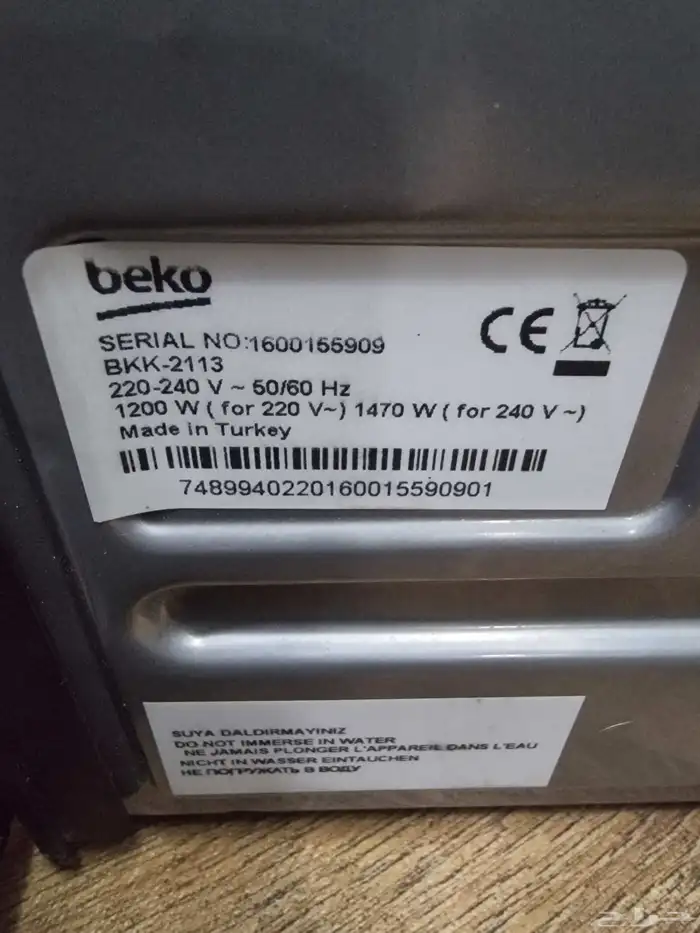 beko
SERIAL NO:1600155909
BKK-2113
220-240 V ~ 50/60 Hz
1200 W ( for 220 V~) 1470 W ( for 240 V ~)
Made in Turkey
7489940220160015590901
CE
SUYA DALDIRMAYINIZ
DO NOT IMMERSE IN WATER
NE JAMAIS PLONGER L'APPAREIL DANS L'EAU
NICHT IN WASSER EINTAUCHEN
НЕ ПОГРУЖАТЬ В ВОДУ
حراج